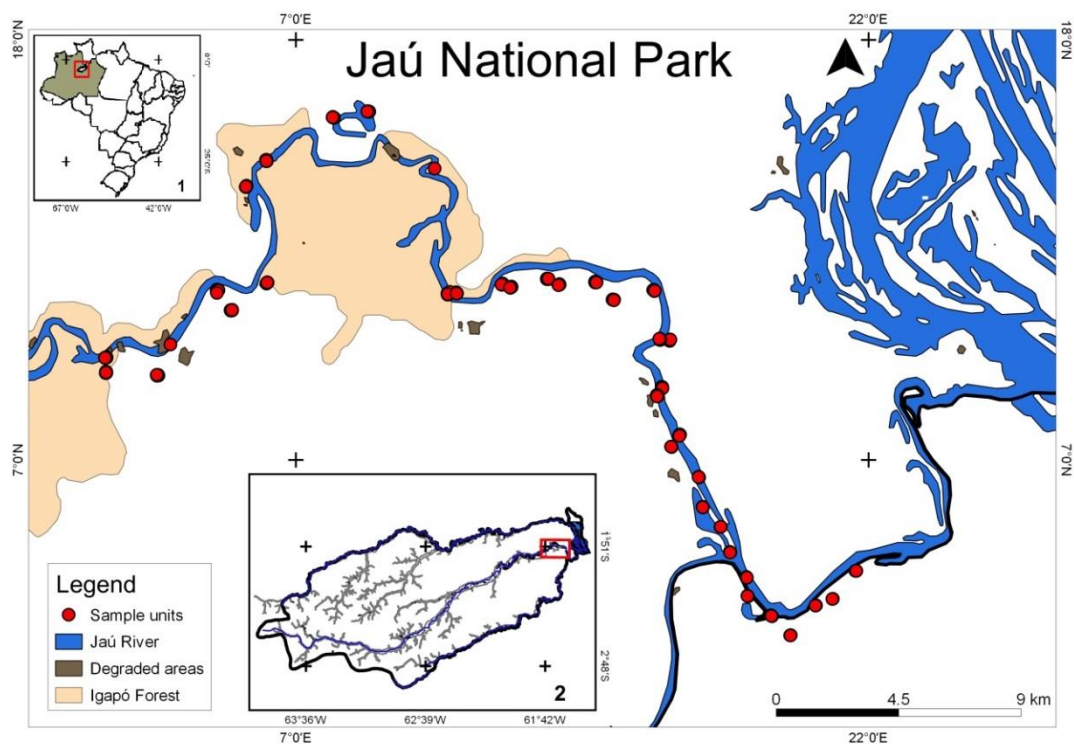 7°0'E
22°0'E
18°0'N
18°0'N
Jaú National Park
0°0'
1
67°0'W
42°0'W
7°0'N
7°0'N
Legend
Sample units
Jaú River
Degraded areas
Igapó Forest
1°51'S
2°48'S
2
63°36'W
62°39'W
61°42'W
0
4.5
9 km
7°0'E
22°0'E